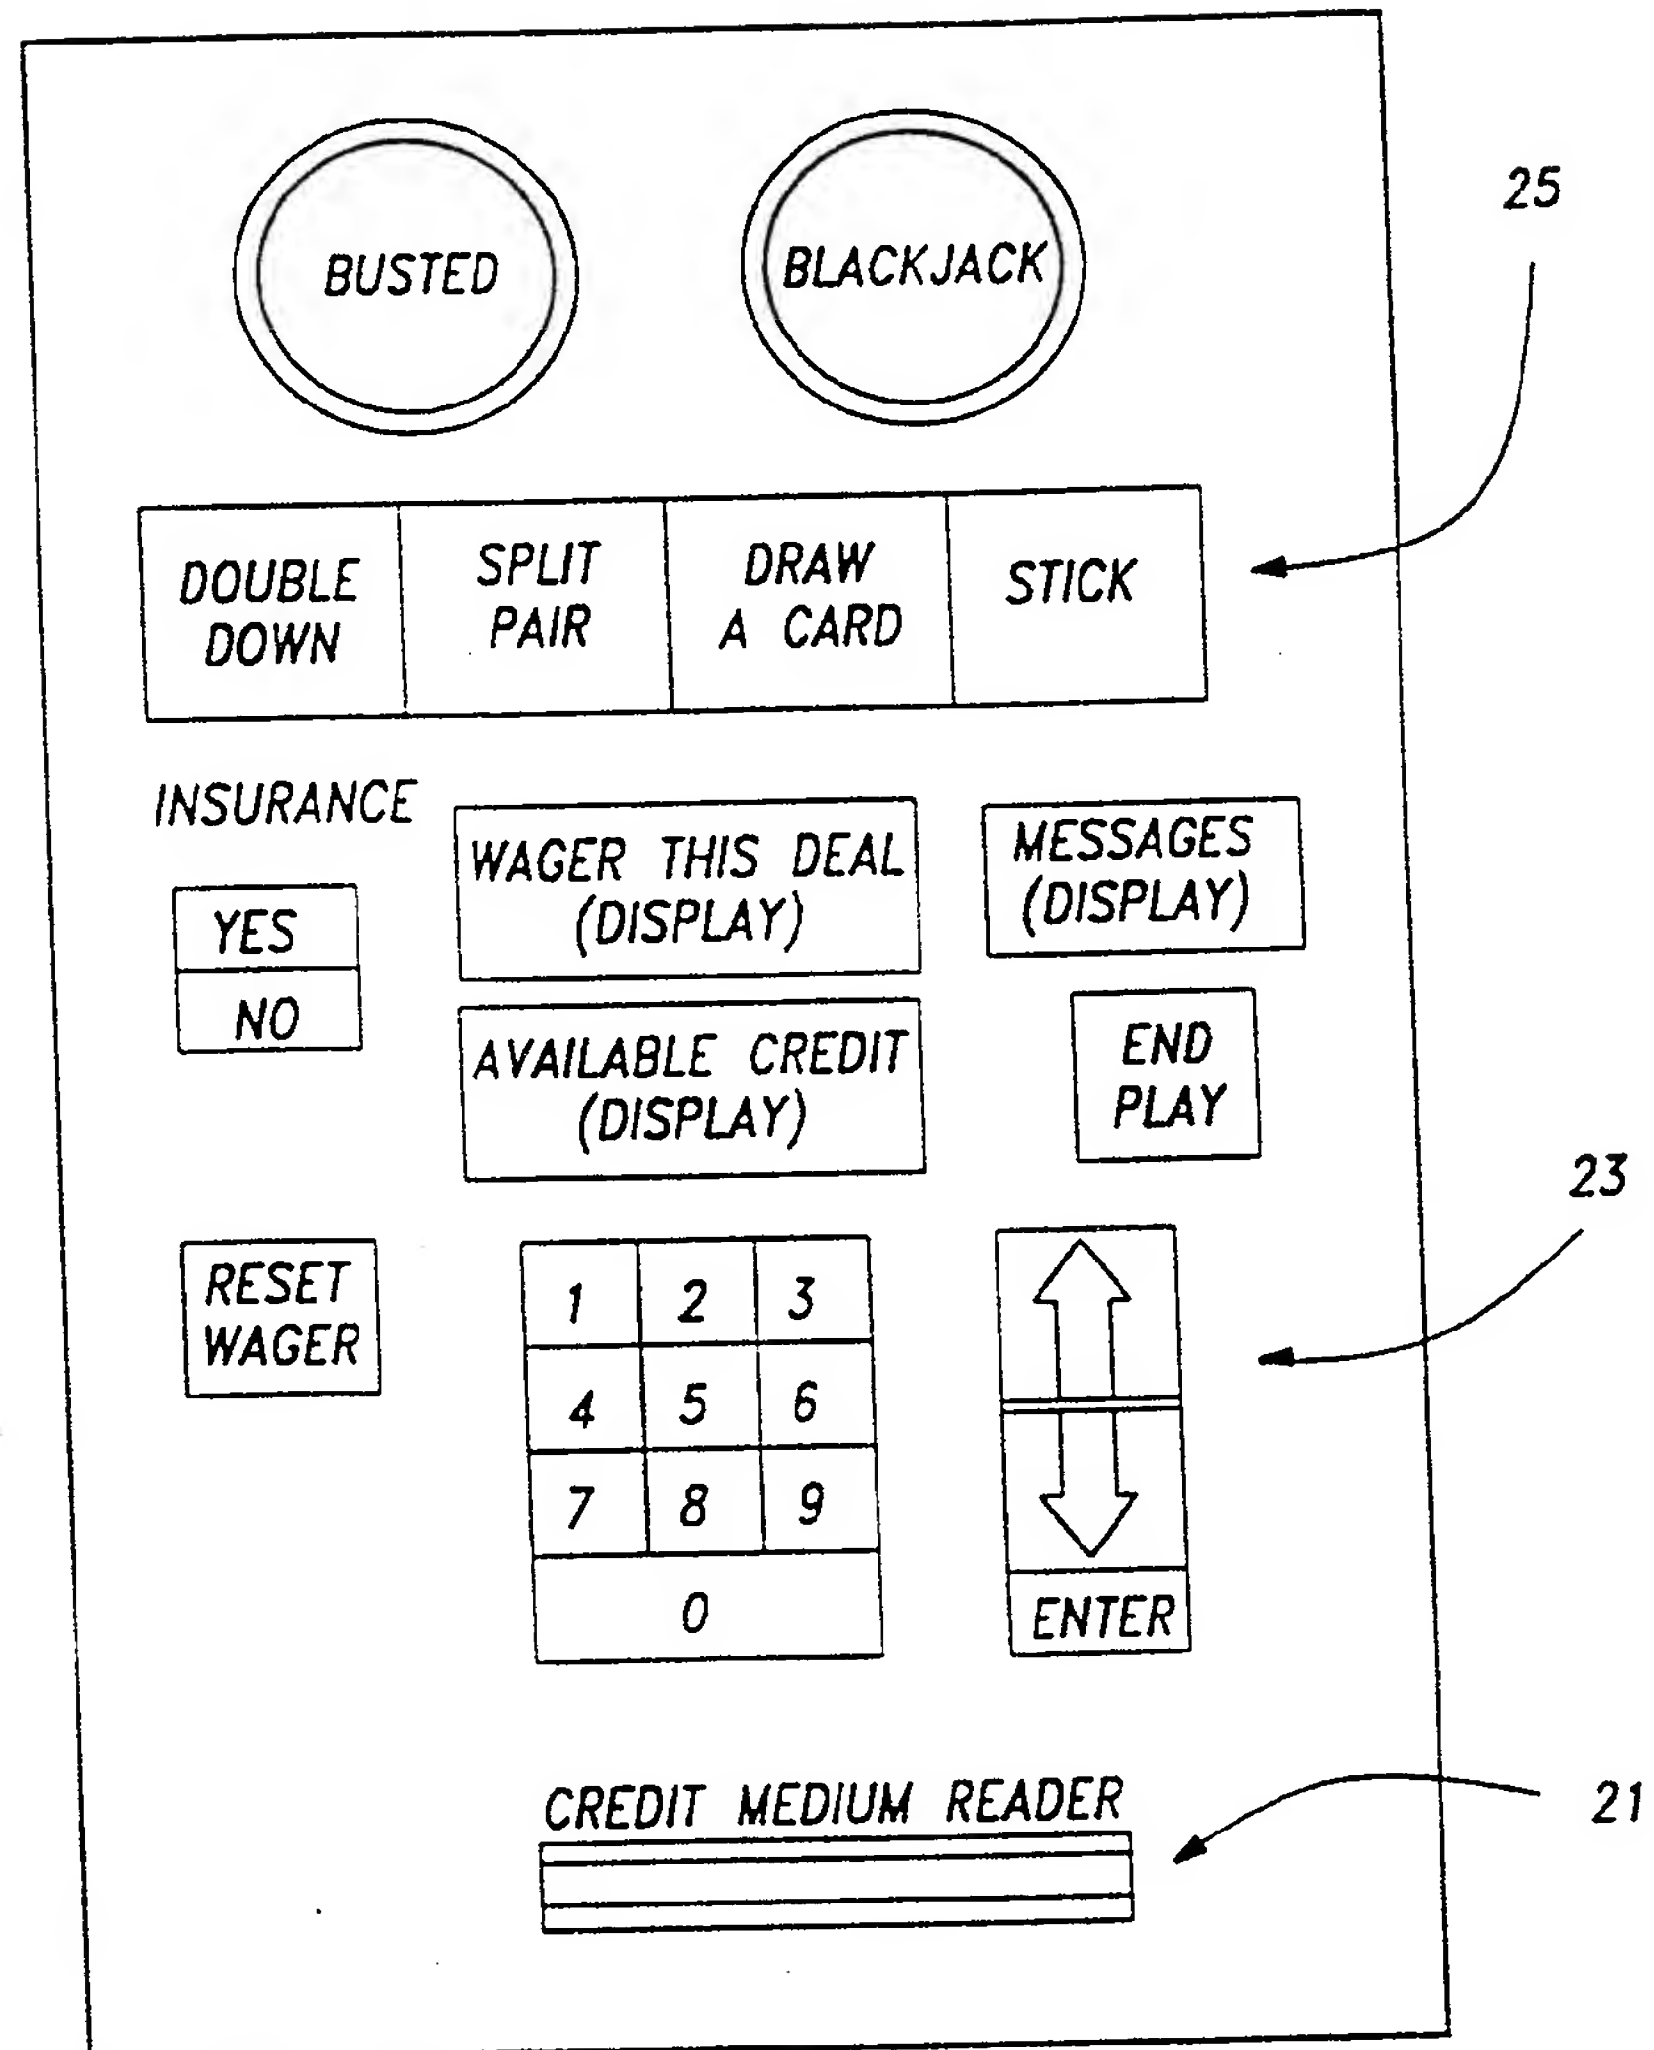 25
BUSTED
BLACKJACK
DOUBLE
DOWN
SPLIT
PAIR
DRAW
A CARD
STICK
INSURANCE
YES
NO
WAGER THIS DEAL
(DISPLAY)
MESSAGES
(DISPLAY)
AVAILABLE CREDIT
(DISPLAY)
END
PLAY
23
RESET
WAGER
1 2 3
4 5 6
7 8 9
0
ENTER
CREDIT MEDIUM READER
21